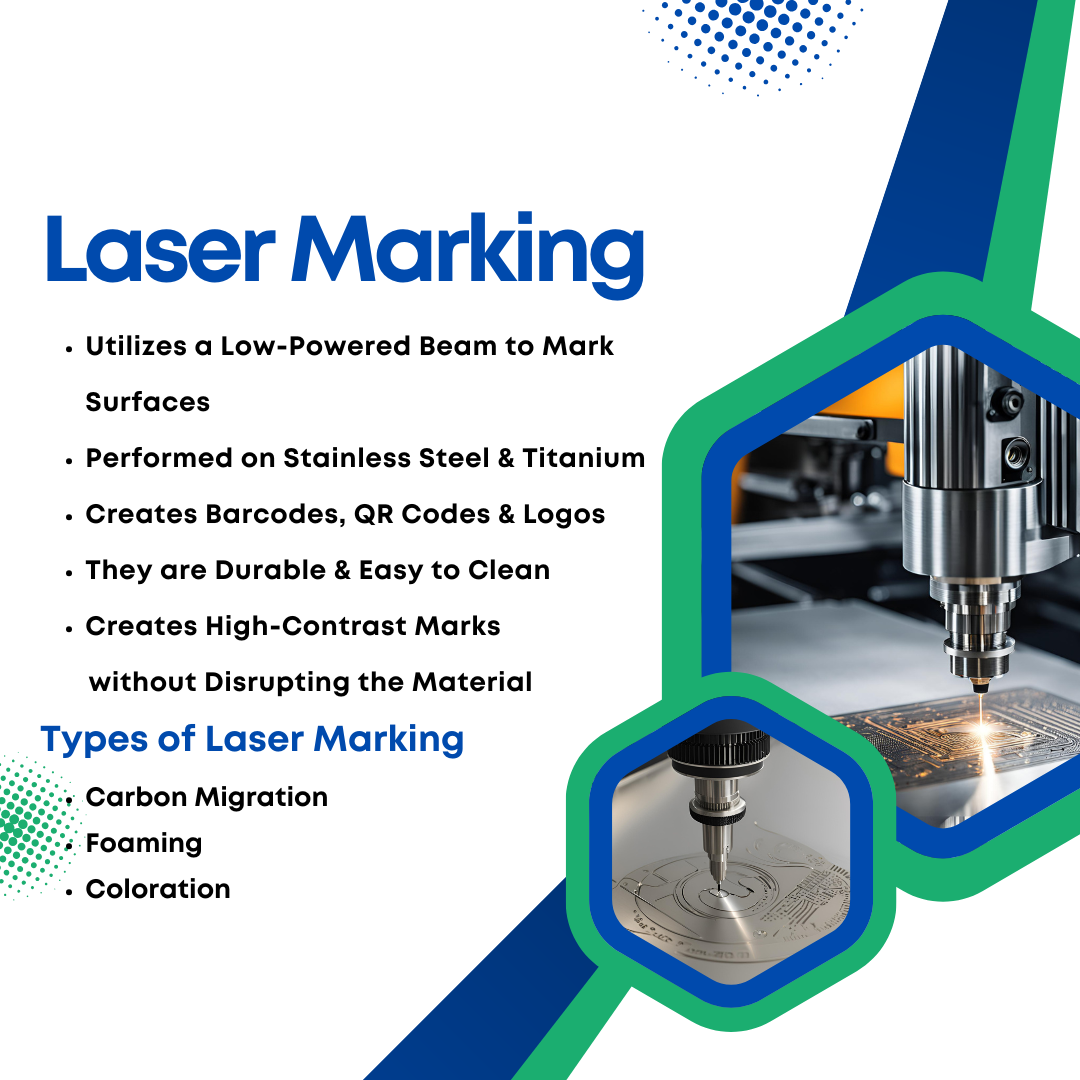 Laser Marking
• Utilizes a Low-Powered Beam to Mark
Surfaces
• Performed on Stainless Steel & Titanium
• Creates Barcodes, QR Codes & Logos
• They are Durable & Easy to Clean
• Creates High-Contrast Marks
without Disrupting the Material
Types of Laser Marking
• Carbon Migration
• Foaming
• Coloration